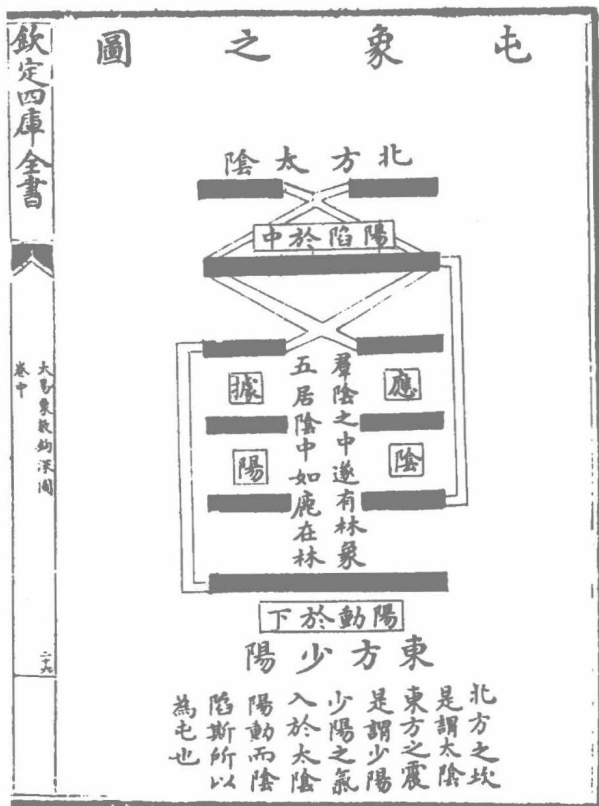 屯象之圖
北方太陰
陽陷於中
應
陰
羣陰之中遂有林象
五居陰中如鹿在林
據
陽
陽動於下
東方少陽
北方之坎
是謂太陰
東方之震
是謂少陽
少陽之氣
入於太陰
陽動而陰
陷斯所以
為屯也
欽定四庫全書
大易象數鈎深圖
卷中
二十六